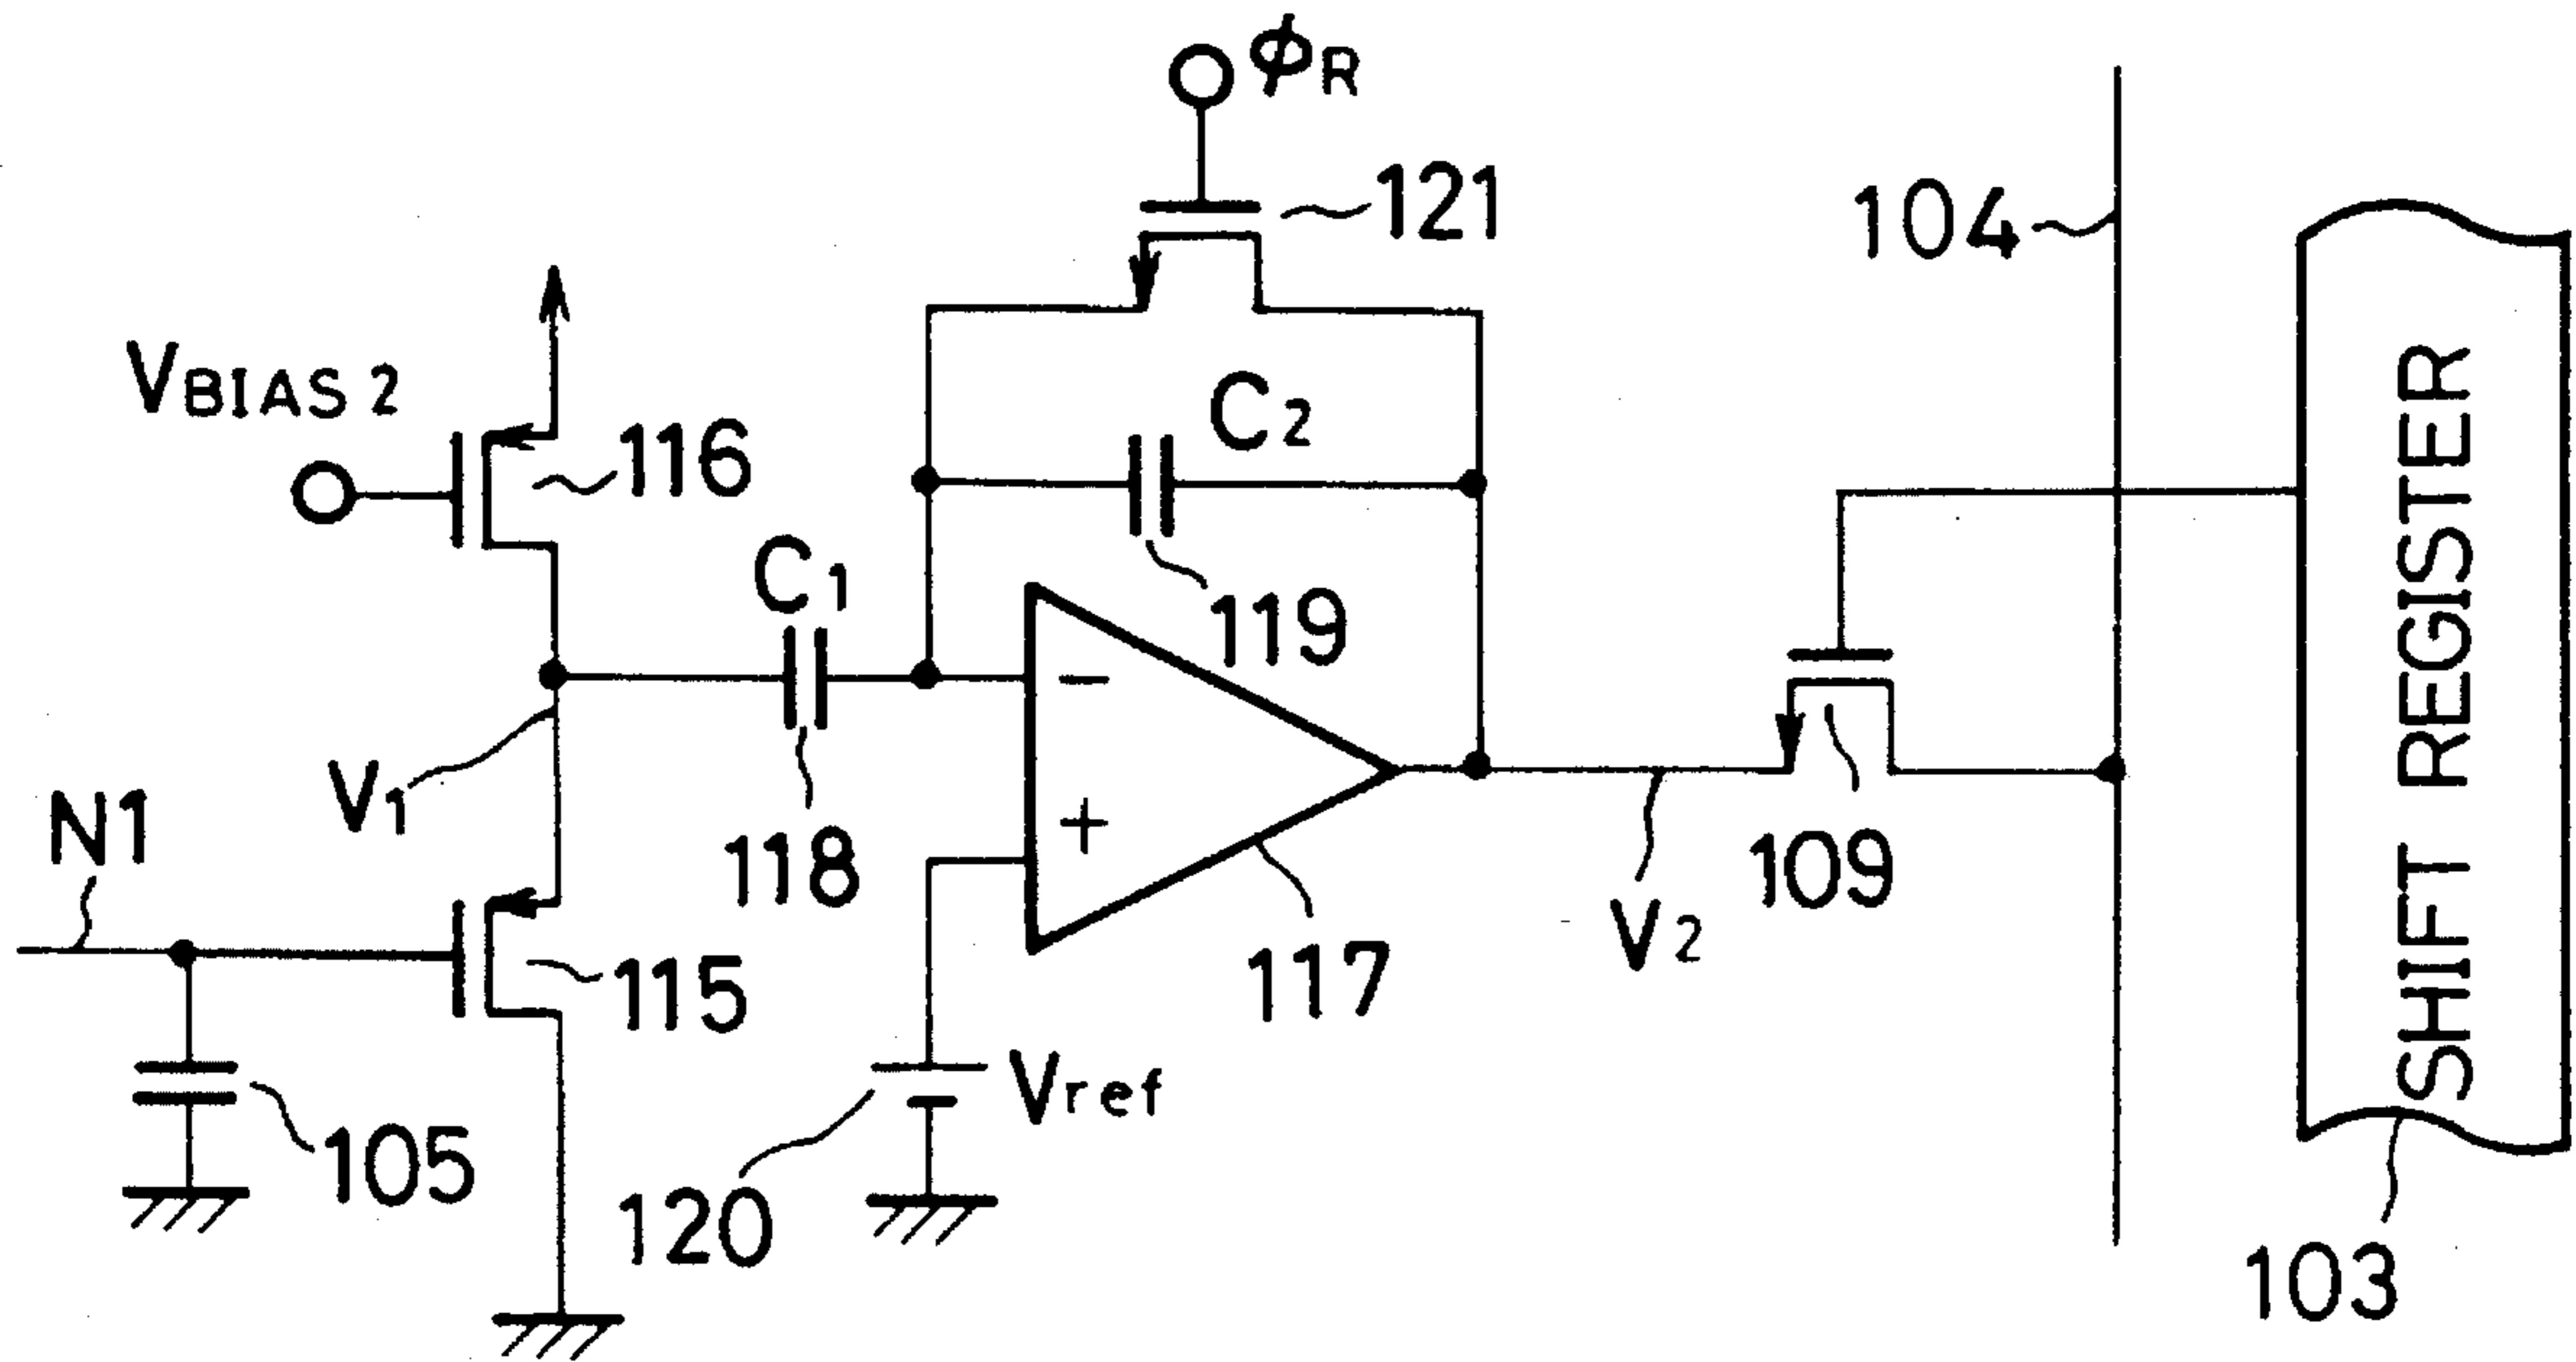 ϕR
121
104
VBIAS 2
116
C2
C1
119
−
+
V1
N1
118
109
V2
117
115
Vref
105
120
SHIFT REGISTER
103